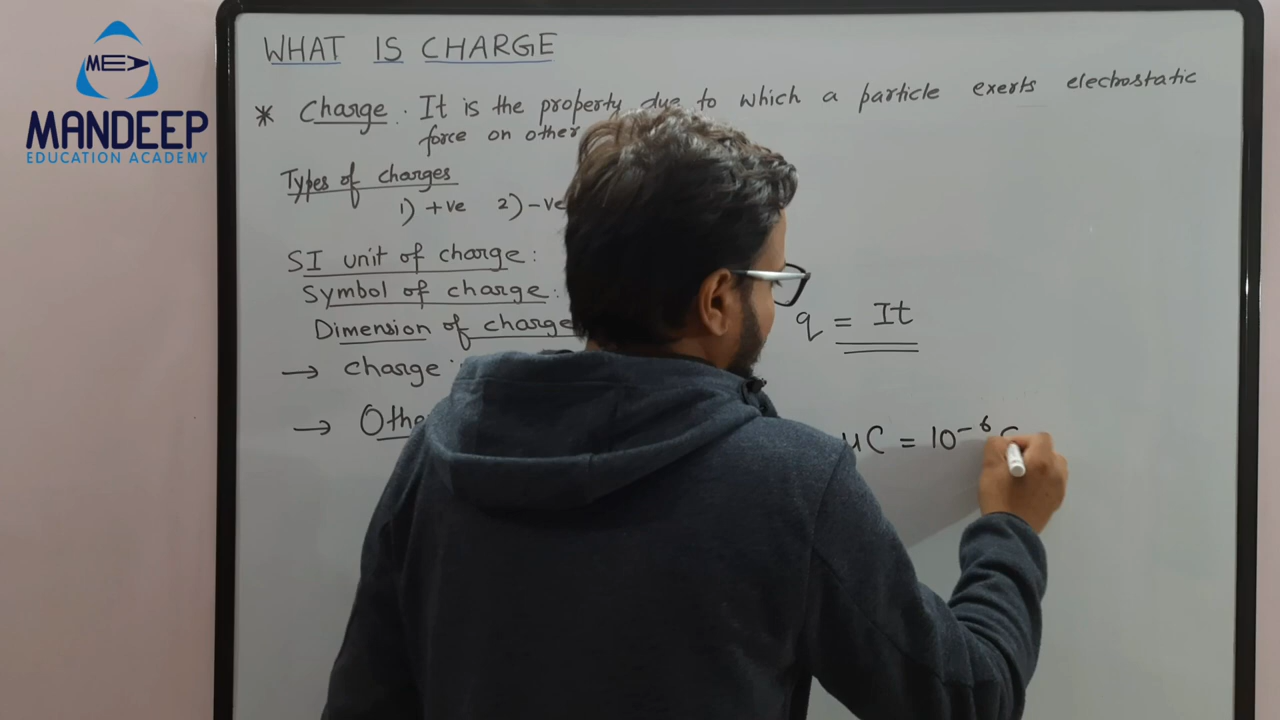 MEA
MANDEEP
EDUCATION ACADEMY
WHAT IS CHARGE
* Charge. It is the property due to which a particle exerts electrostatic
force on other
Types of charges
1) +ve 2) -ve
SI unit of charge:
Symbol of charge:
Dimension of charge
q = It
→ charge
→ Othe
μC = 10⁻⁶ C